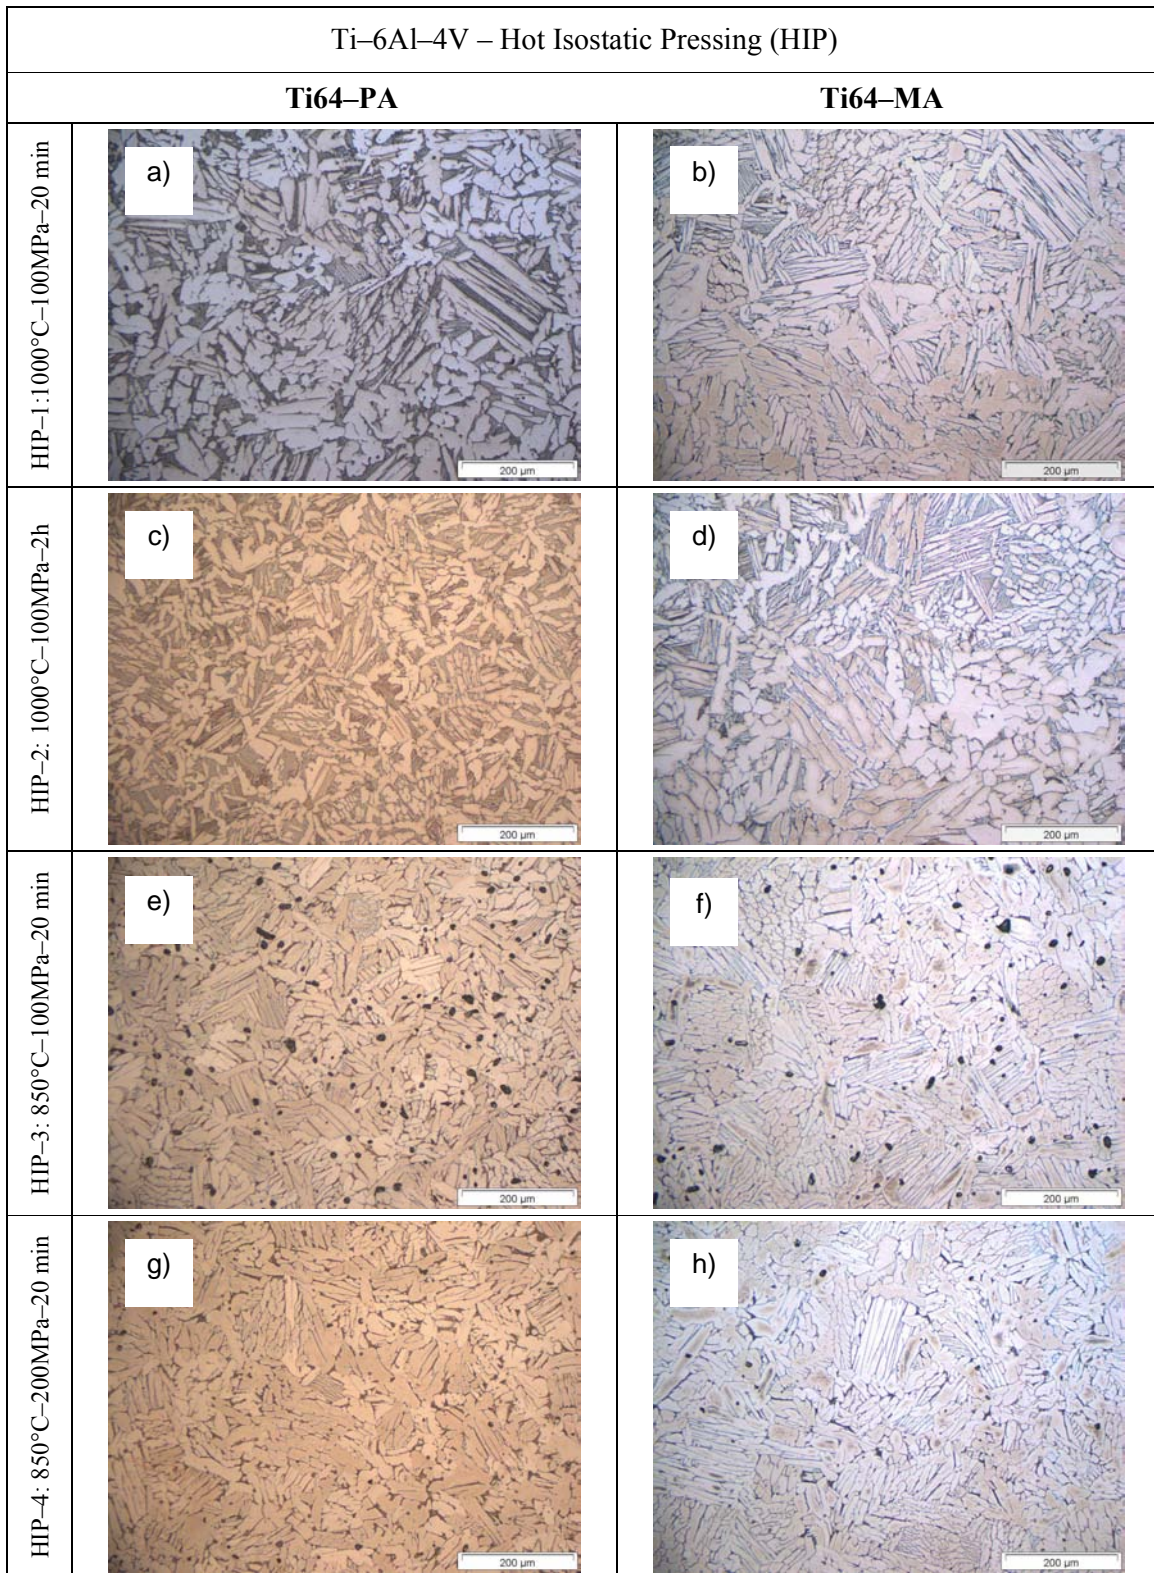 Ti–6Al–4V – Hot Isostatic Pressing (HIP)
Ti64–PA
Ti64–MA
HIP–1:1000°C–100MPa–20 min
a)
200 µm
b)
200 µm
HIP–2: 1000°C–100MPa–2h
c)
200 µm
d)
200 µm
HIP–3: 850°C–100MPa–20 min
e)
200 µm
f)
200 µm
HIP–4: 850°C–200MPa–20 min
g)
200 µm
h)
200 µm